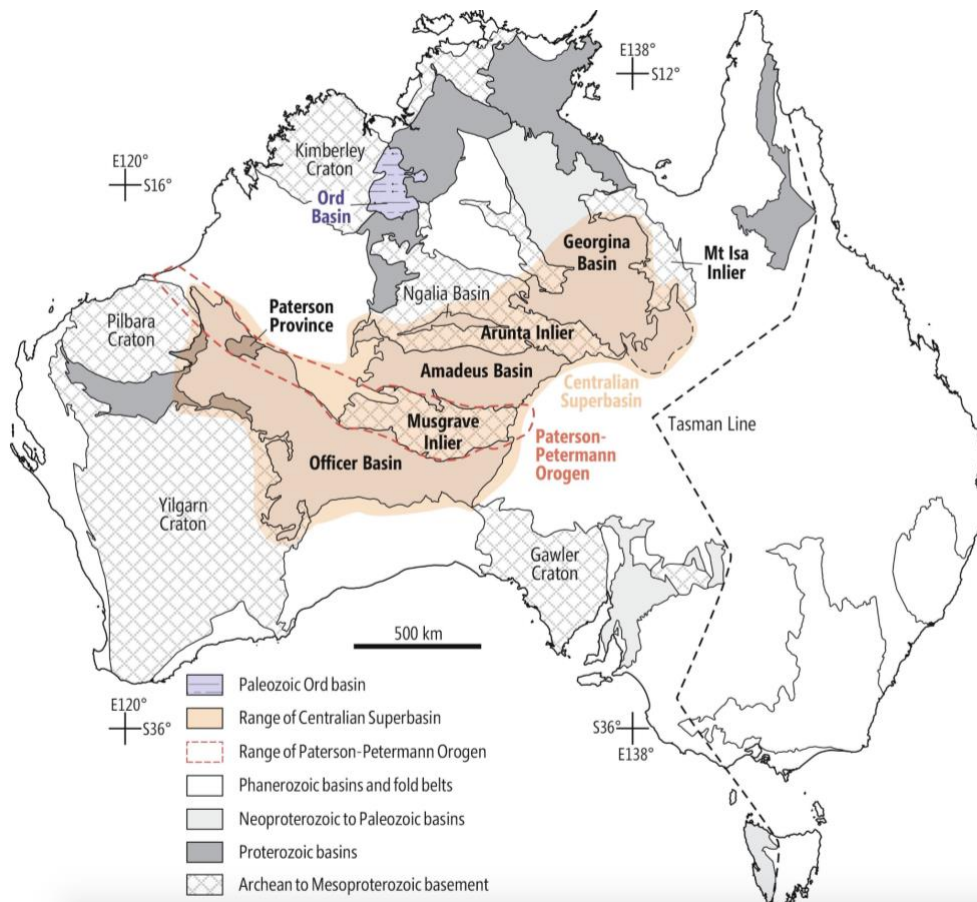 E138°
S12°
Kimberley
Craton
E120°
S16°
Ord
Basin
Georgina
Basin
Mt Isa
Inlier
Ngalia Basin
Paterson
Province
Pilbara
Craton
Arunta Inlier
Amadeus Basin
Centralian
Superbasin
Tasman Line
Musgrave
Inlier
Paterson-
Petermann
Orogen
Officer Basin
Yilgarn
Craton
Gawler
Craton
500 km
Paleozoic Ord basin
E120°
S36°
Range of Centralian Superbasin
S36°
E138°
Range of Paterson-Petermann Orogen
Phanerozoic basins and fold belts
Neoproterozoic to Paleozoic basins
Proterozoic basins
Archean to Mesoproterozoic basement